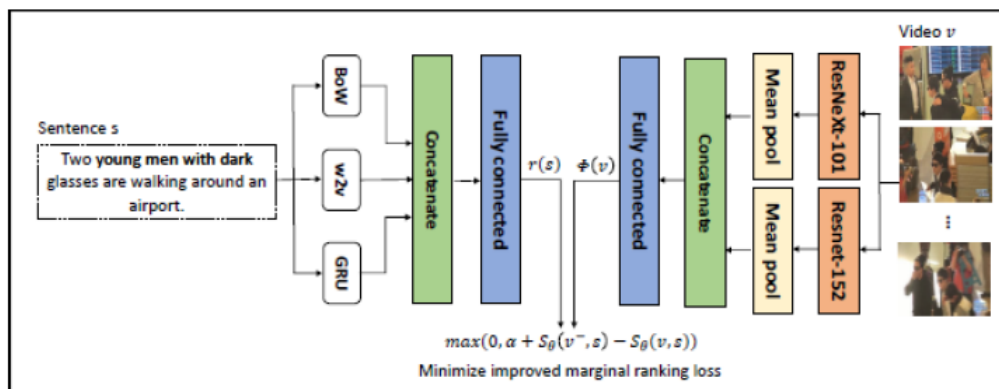 Sentence s
Two young men with dark
glasses are walking around an
airport.
BoW
w2v
GRU
Concatenate
Fully connected
r(s)
Φ(v)
Fully connected
Concatenate
Mean pool
Mean pool
ResNeXt-101
Resnet-152
Video v
...
max(0, α + S_θ(v⁻, s) − S_θ(v, s))
Minimize improved marginal ranking loss